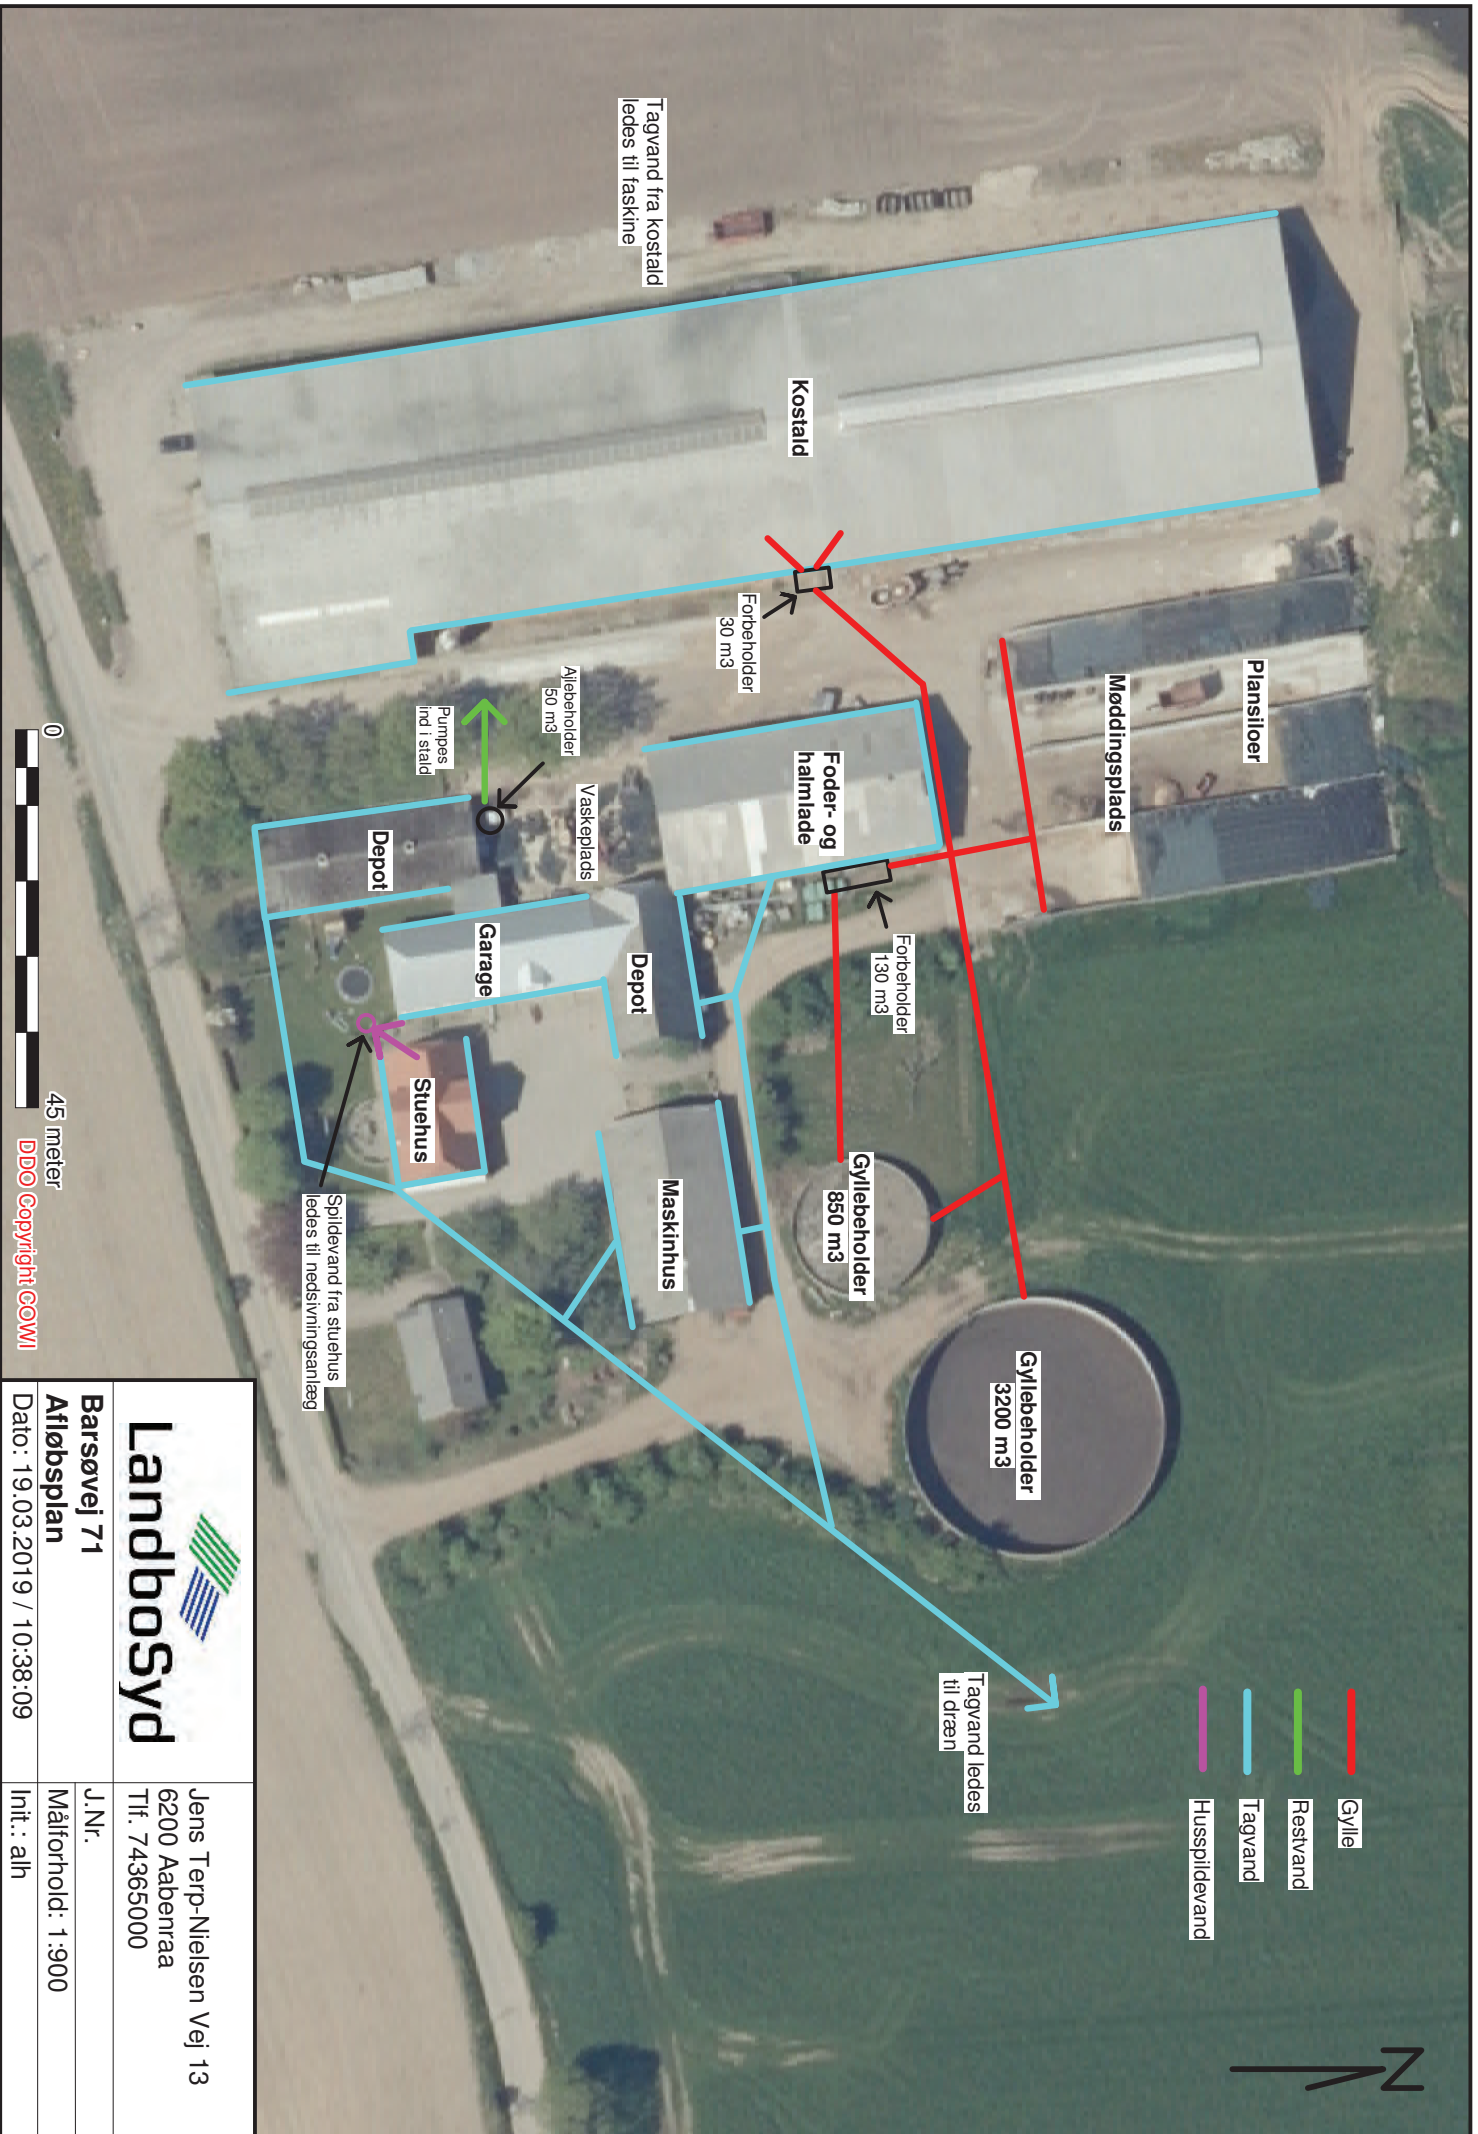 Tagvand fra kostald
ledes til faskine
Kostald
Plansiloer
Møddingsplads
Forbeholder
30 m3
Foder- og
halmlade
Ajlebeholder
50 m3
Pumpes
ind i stald
Vaskeplads
Depot
Garage
Depot
Forbeholder
130 m3
Stuehus
Maskinhus
Gyllebeholder
850 m3
Gyllebeholder
3200 m3
Spildevand fra stuehus
ledes til nedsivningsanlæg
Tagvand ledes
til dræn
Gylle
Restvand
Tagvand
Husspildevand
N
0
45 meter
DDO Copyright COWI
LandboSyd
Jens Terp-Nielsen Vej 13
6200 Aabenraa
Tlf. 74365000
Barsøvej 71
Afløbsplan
J.Nr.
Målforhold: 1:900
Dato: 19.03.2019 / 10:38:09
Init.: alh